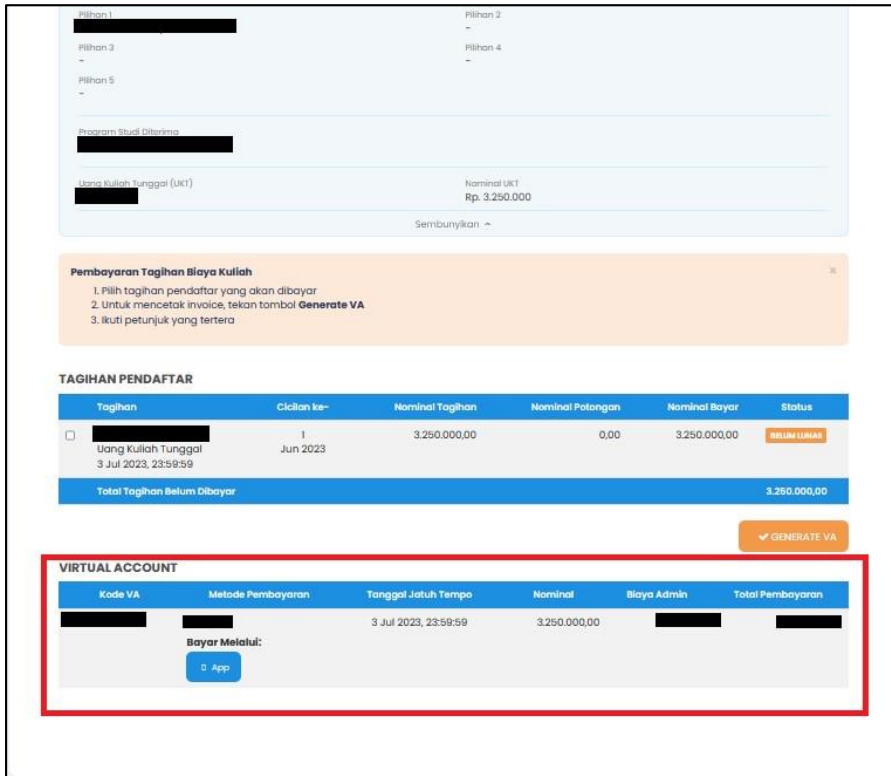 Pilihan 1
Pilihan 2
-
Pilihan 3
-
Pilihan 4
-
Pilihan 5
-
Program Studi Diterima
Uang Kuliah Tunggal (UKT)
Nominal UKT
Rp. 3.250.000
Sembunyikan
Pembayaran Tagihan Biaya Kuliah
1. Pilih tagihan pendaftar yang akan dibayar
2. Untuk mencetak invoice, tekan tombol Generate VA
3. Ikuti petunjuk yang tertera
TAGIHAN PENDAFTAR
Tagihan Cicilan ke- Nominal Tagihan Nominal Potongan Nominal Bayar Status
Uang Kuliah Tunggal
3 Jul 2023, 23:59:59
1
Jun 2023
3.250.000,00
0,00
3.250.000,00
BELUM LUNAS
Total Tagihan Belum Dibayar 3.250.000,00
GENERATE VA
VIRTUAL ACCOUNT
Kode VA Metode Pembayaran Tanggal Jatuh Tempo Nominal Biaya Admin Total Pembayaran
3 Jul 2023, 23:59:59 3.250.000,00
Bayar Melalui:
App